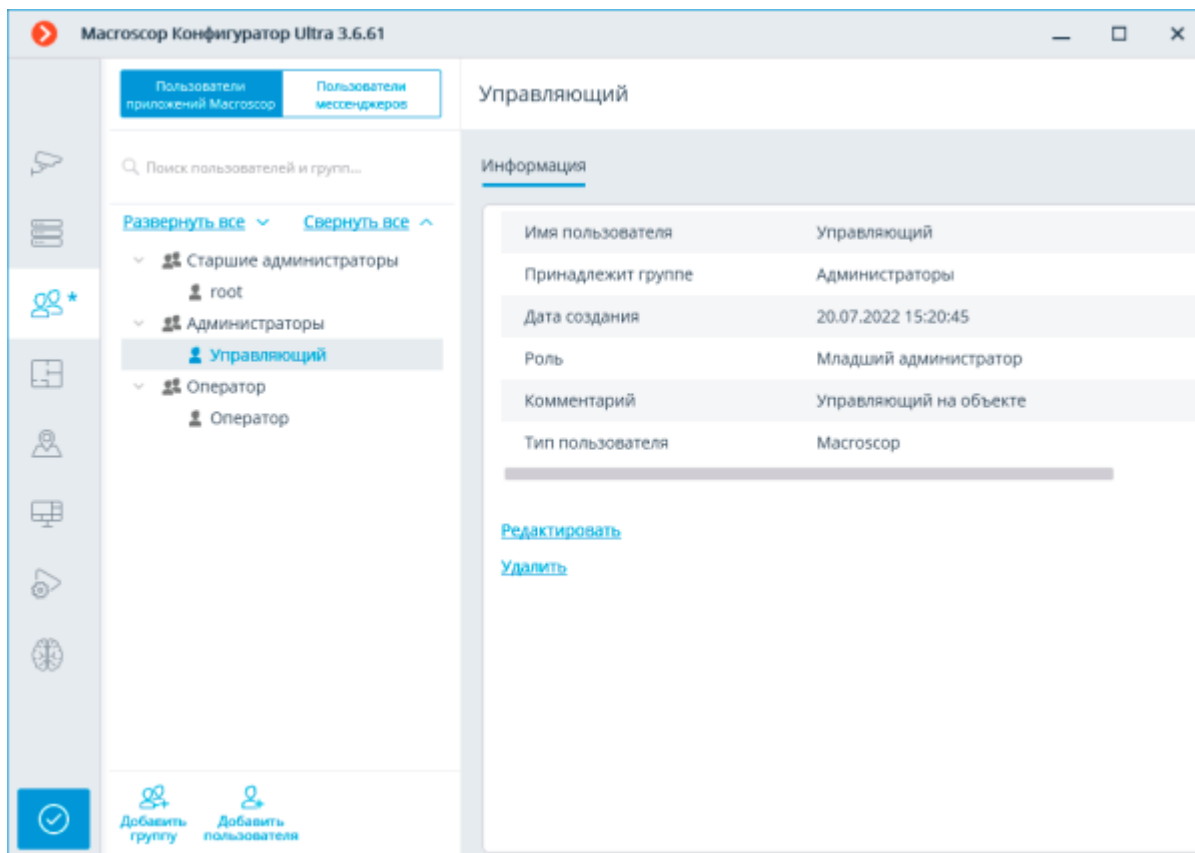 Macroscop Конфигуратор Ultra 3.6.61
Пользователи
приложений Macroscop
Пользователи
мессенджеров
Поиск пользователей и групп...
Развернуть все
Свернуть все
Старшие администраторы
root
Администраторы
Управляющий
Оператор
Оператор
Добавить
группу
Добавить
пользователя
Управляющий
Информация
Имя пользователя Управляющий
Принадлежит группе Администраторы
Дата создания 20.07.2022 15:20:45
Роль Младший администратор
Комментарий Управляющий на объекте
Тип пользователя Macroscop
Редактировать
Удалить